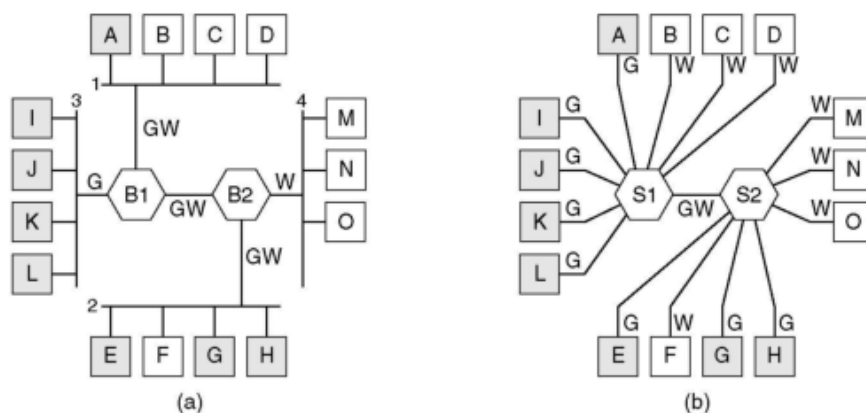 A B C D
1
GW
3
I
J
K
L
G
B1
GW
B2
W
4
M
N
O
GW
2
E F G H
(a)
A B C D
G W W W
I G
J G
K G
L G
S1
GW
S2
W M
W N
W O
G W G G
E F G H
(b)